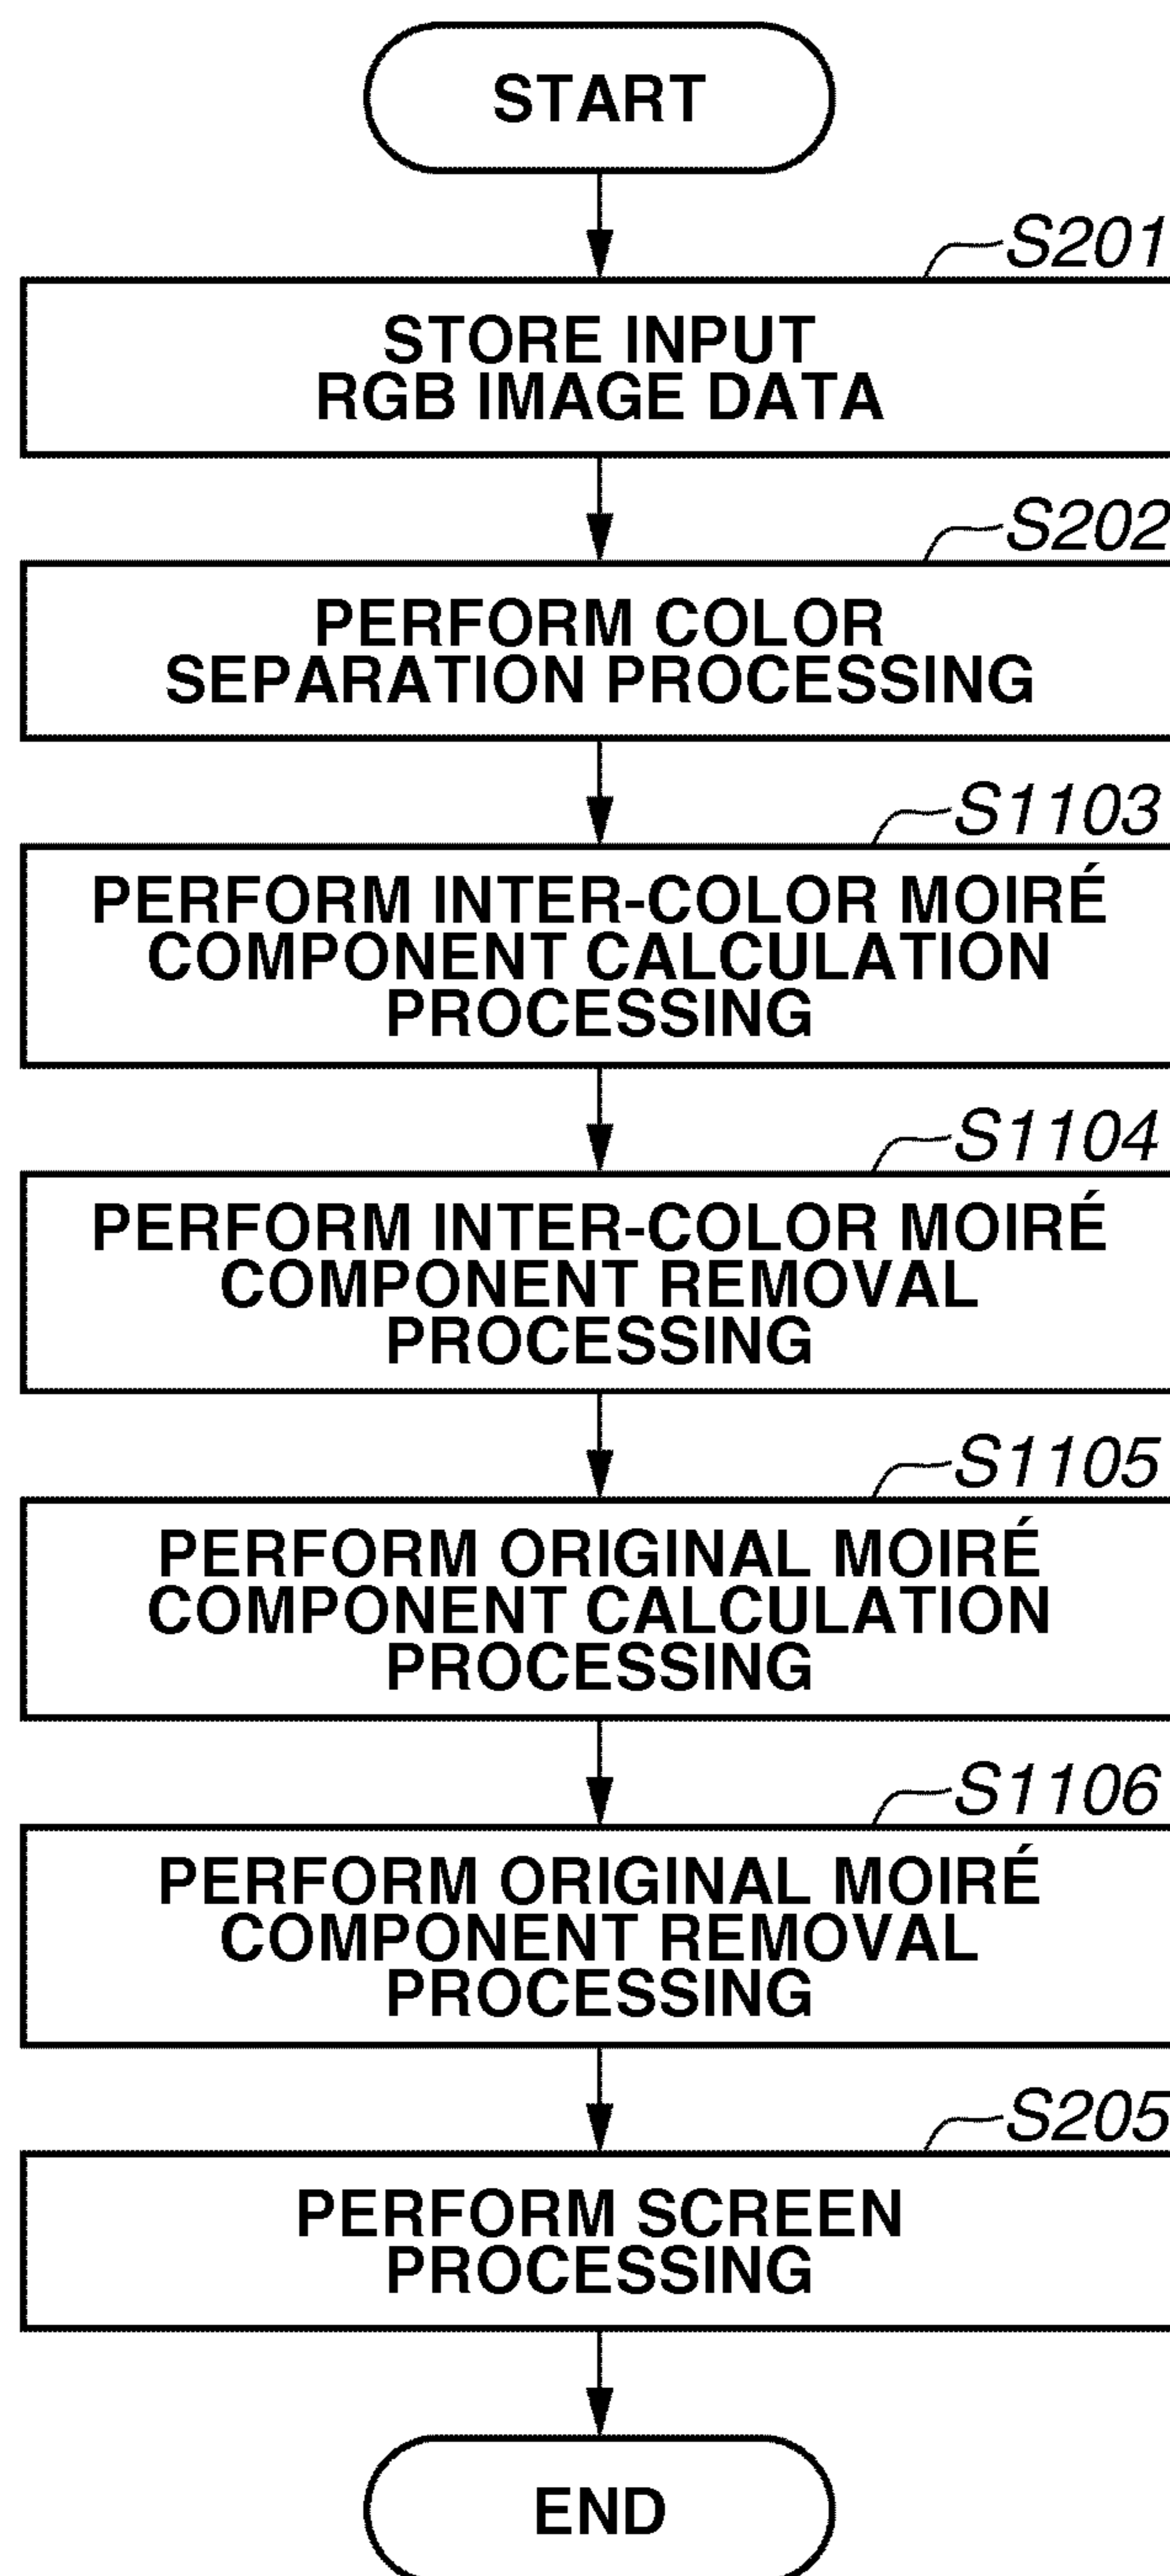 START
S201
STORE INPUT
RGB IMAGE DATA
S202
PERFORM COLOR
SEPARATION PROCESSING
S1103
PERFORM INTER-COLOR MOIRÉ
COMPONENT CALCULATION
PROCESSING
S1104
PERFORM INTER-COLOR MOIRÉ
COMPONENT REMOVAL
PROCESSING
S1105
PERFORM ORIGINAL MOIRÉ
COMPONENT CALCULATION
PROCESSING
S1106
PERFORM ORIGINAL MOIRÉ
COMPONENT REMOVAL
PROCESSING
S205
PERFORM SCREEN
PROCESSING
END